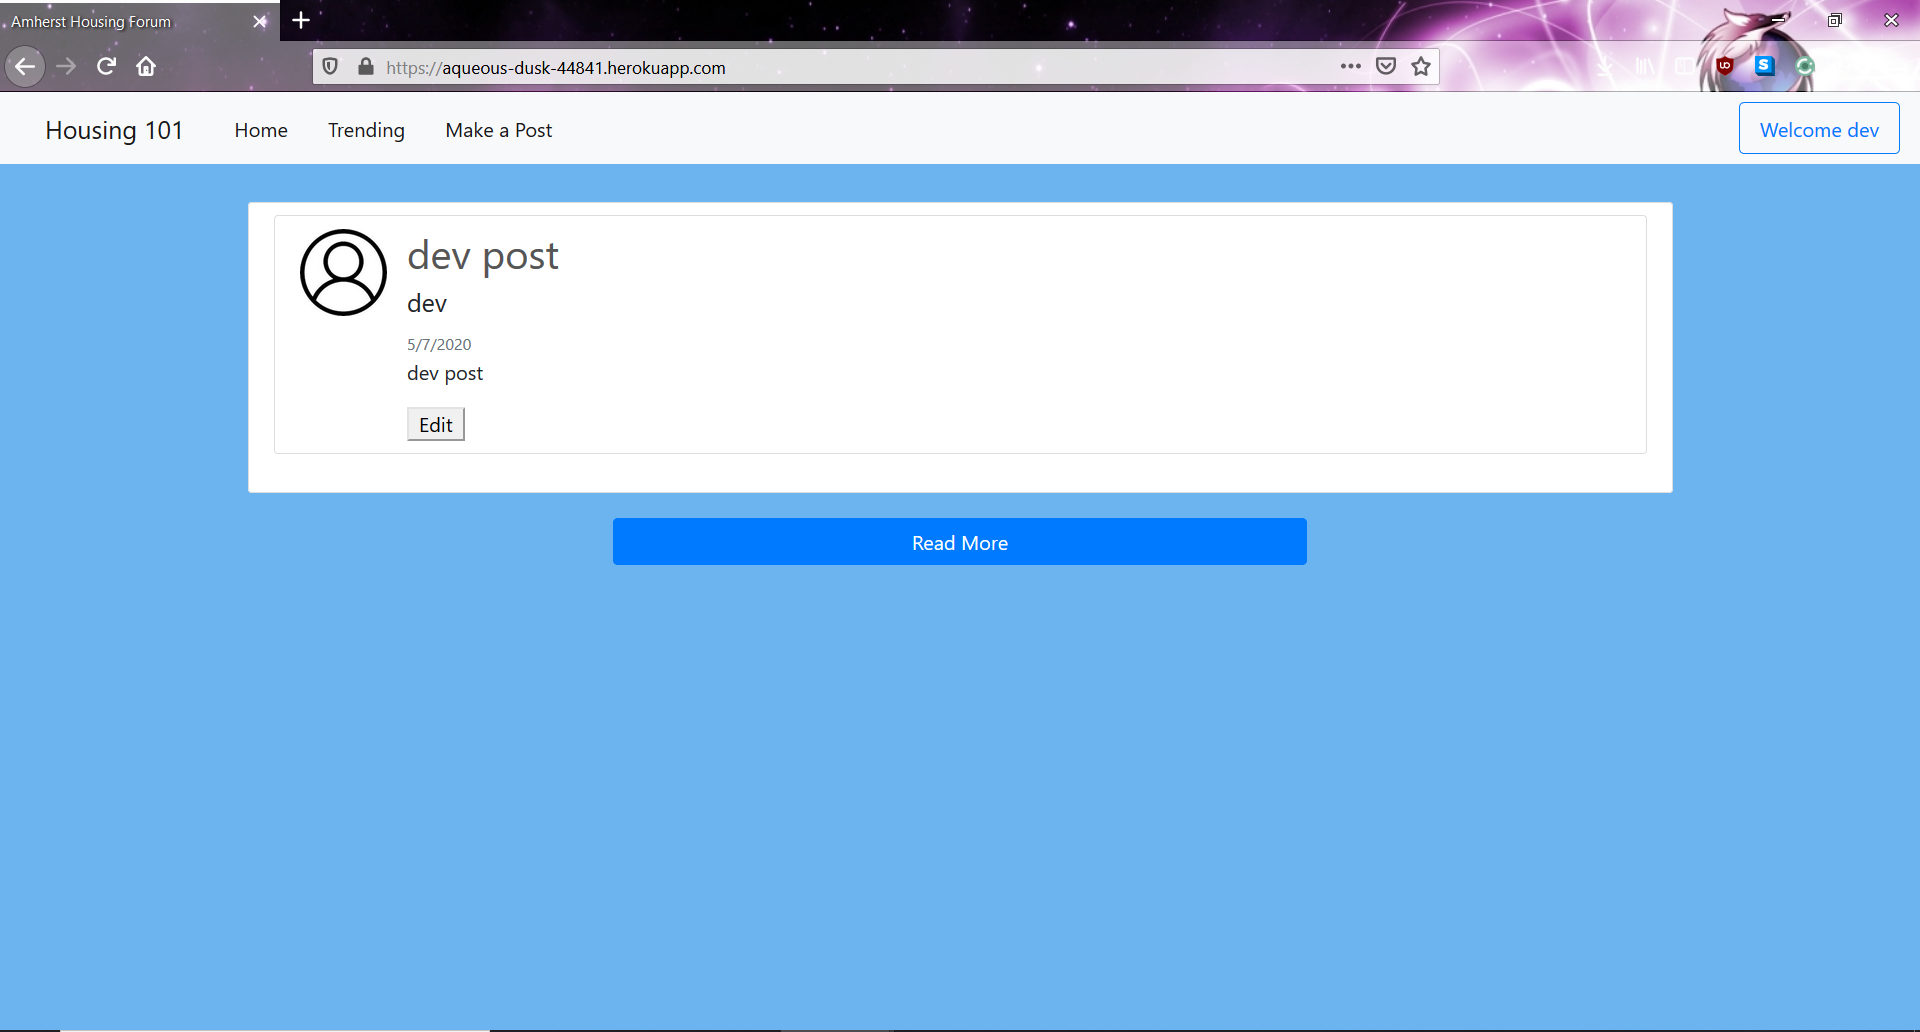 Amherst Housing Forum
https://aqueous-dusk-44841.herokuapp.com
Housing 101 Home Trending Make a Post Welcome dev
dev post
dev
5/7/2020
dev post
Edit
Read More